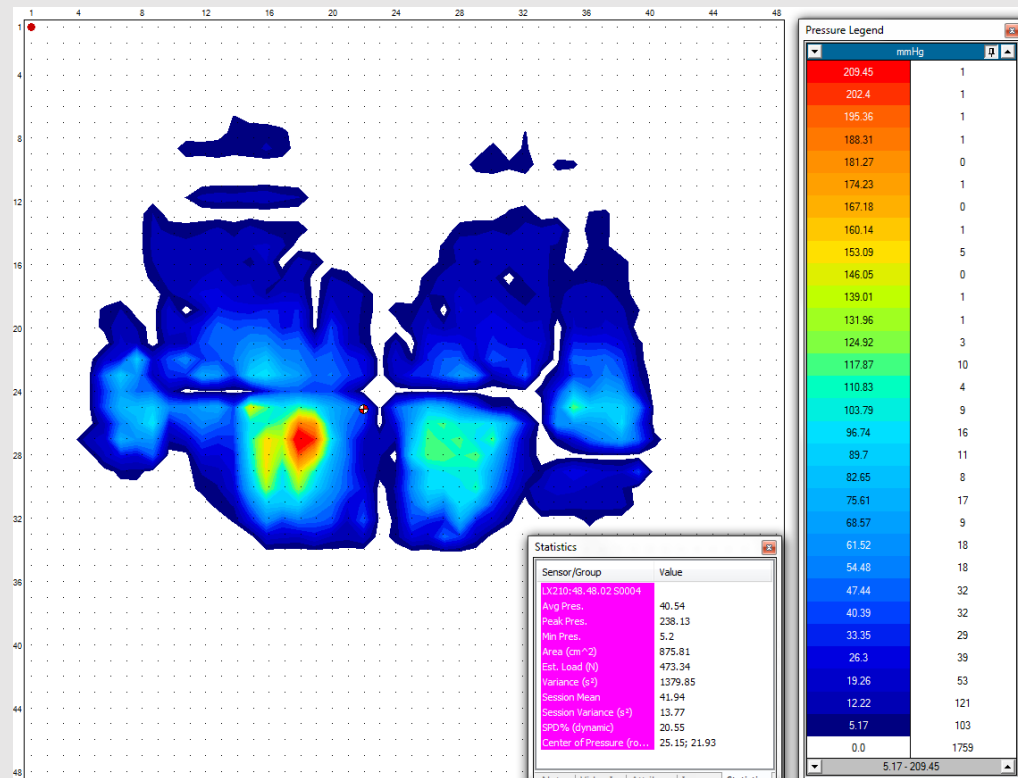 1 4 8 12 16 20 24 28 32 36 40 44 48
1
4
8
12
16
20
24
28
32
36
40
44
48
Pressure Legend
mmHg
209.45 1
202.4 1
195.36 1
188.31 1
181.27 0
174.23 1
167.18 0
160.14 1
153.09 5
146.05 0
139.01 1
131.96 1
124.92 3
117.87 10
110.83 4
103.79 9
96.74 16
89.7 11
82.65 8
75.61 17
68.57 9
61.52 18
54.48 18
47.44 32
40.39 32
33.35 29
26.3 39
19.26 53
12.22 121
5.17 103
0.0 1759
5.17 - 209.45
Statistics
Sensor/Group Value
LX210:48.48.02 S0004
Avg Pres. 40.54
Peak Pres. 238.13
Min Pres. 5.2
Area (cm^2) 875.81
Est. Load (N) 473.34
Variance (s²) 1379.85
Session Mean 41.94
Session Variance (s²) 13.77
SPD% (dynamic) 20.55
Center of Pressure (ro... 25.15; 21.93